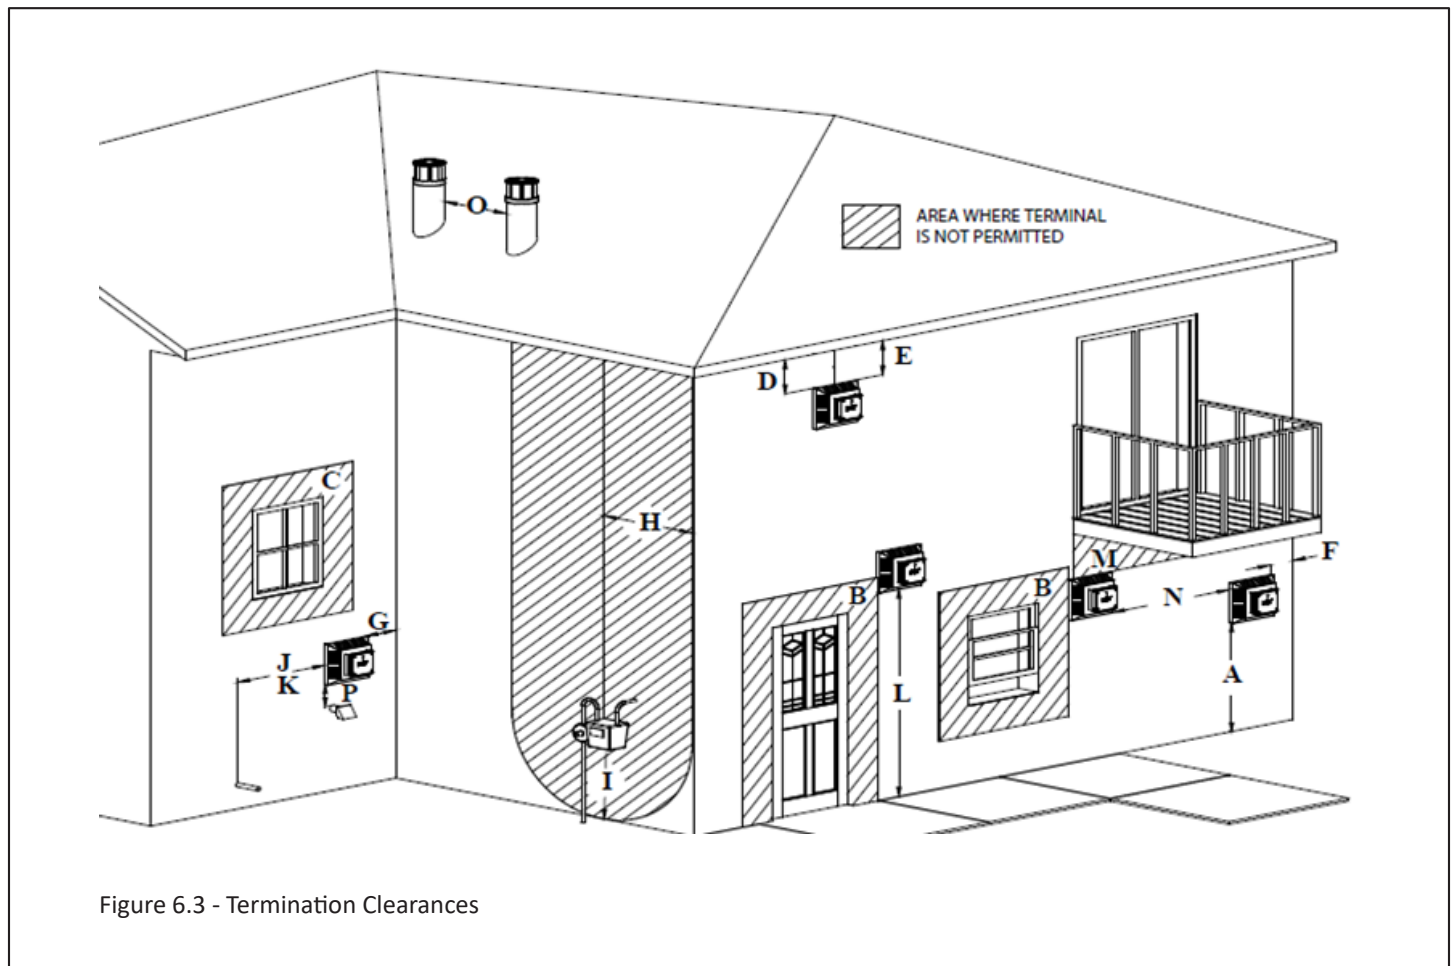 O
AREA WHERE TERMINAL
IS NOT PERMITTED
E
D
C
H
F
M
B
B
N
G
J
K
P
A
L
I
Figure 6.3 - Termination Clearances